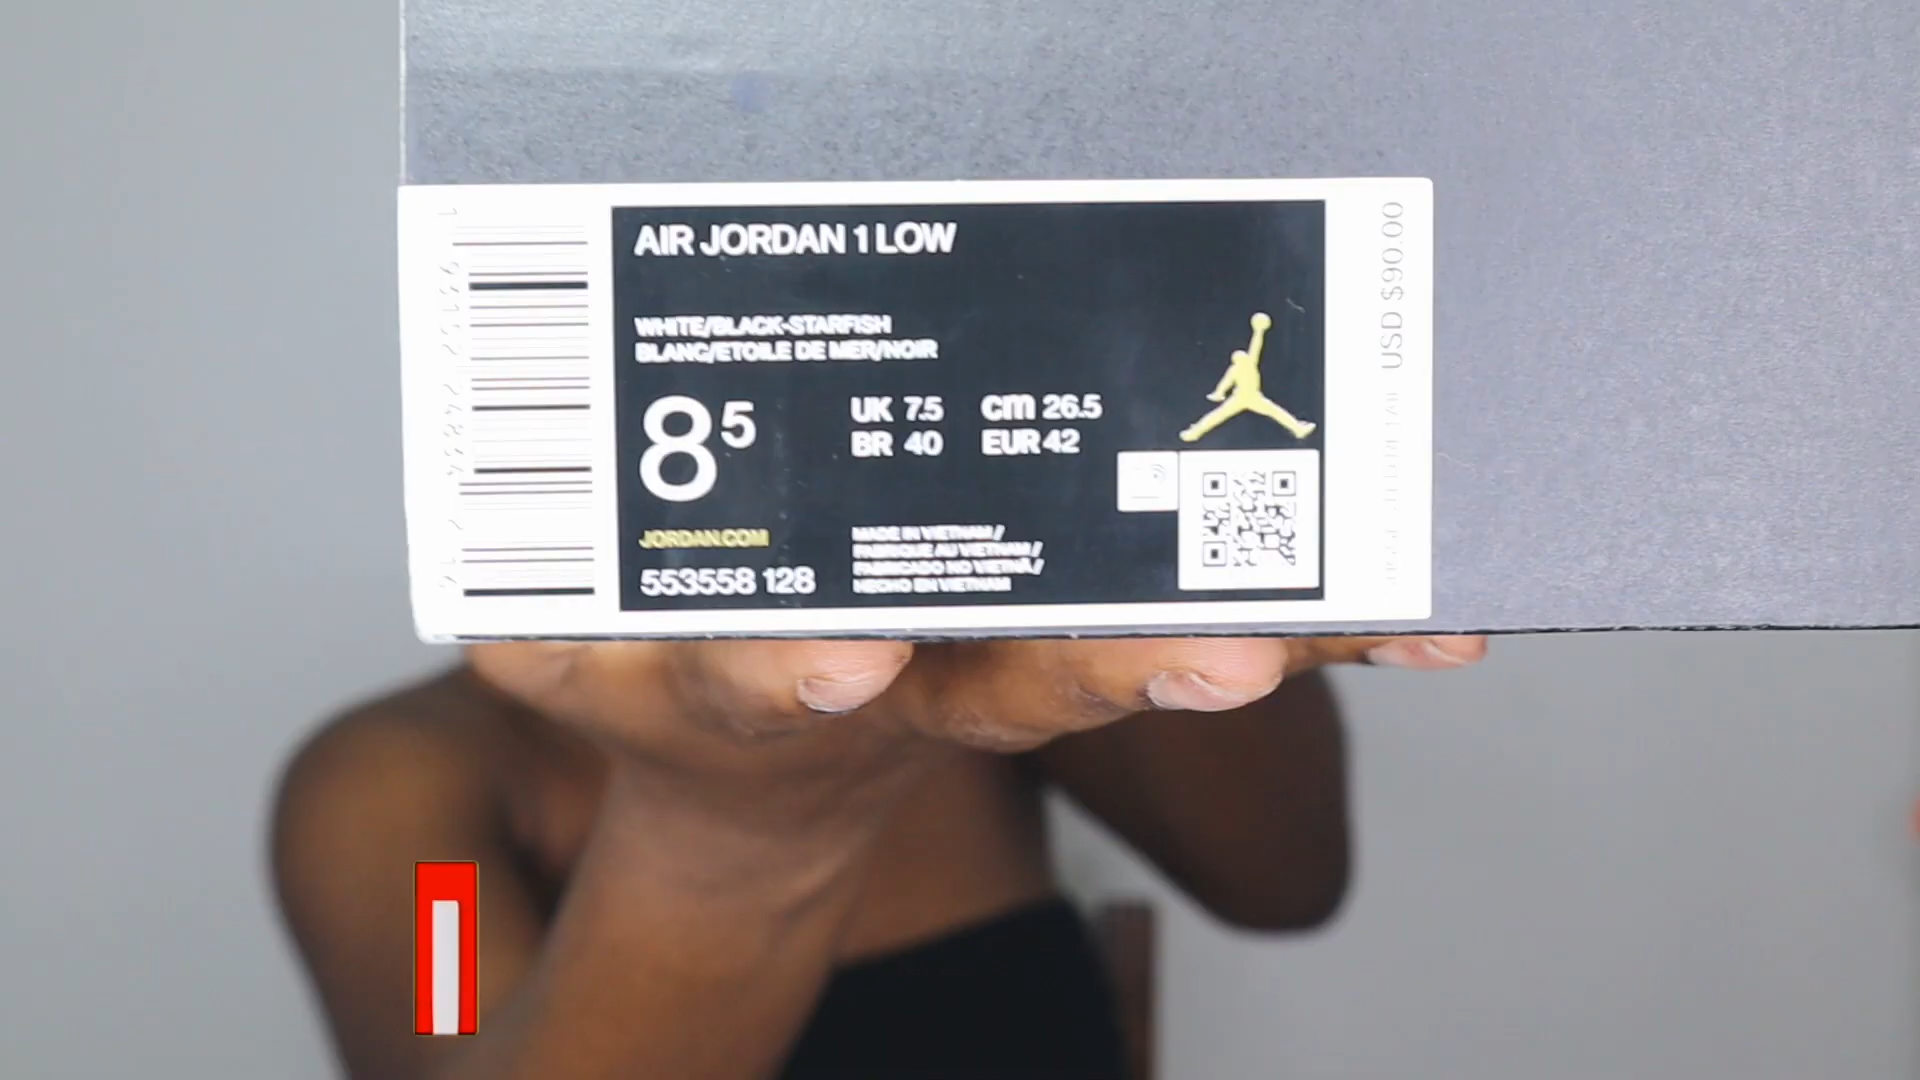 AIR JORDAN 1 LOW
WHITE/BLACK-STARFISH
BLANC/ETOILE DE MER/NOIR
8 5
UK 7.5 cm 26.5
BR 40 EUR 42
JORDAN.COM
553558 128
MADE IN VIETNAM /
FABRIQUE AU VIETNAM /
FABRICADO NO VIETNÃ /
HECHO EN VIETNAM
USD $90.00